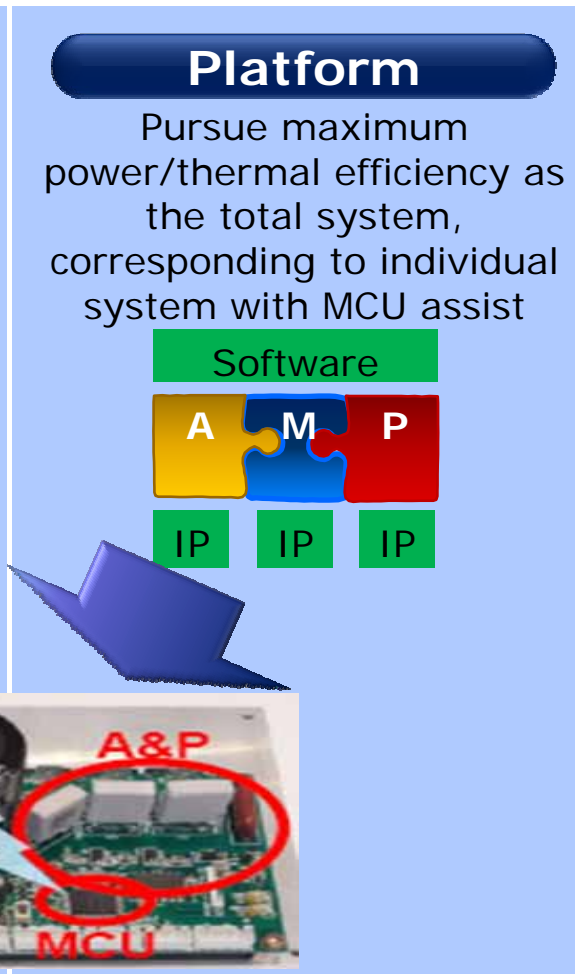 Platform
Pursue maximum
power/thermal efficiency as
the total system,
corresponding to individual
system with MCU assist
Software
A M P
IP IP IP
A&P
MCU